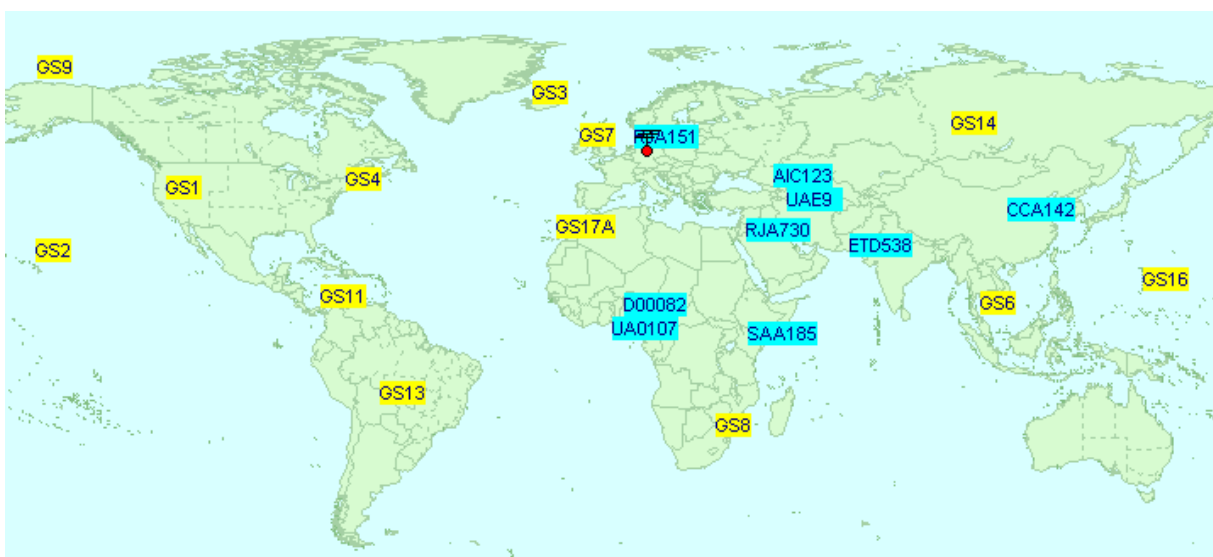 GS9
GS3
GS14
GS7
AIC123
GS4
GS1
UAE9
CCA142
GS17A
RJA730
ETD538
GS2
GS16
GS11
GS6
D00082
UA0107
SAA185
GS13
GS8